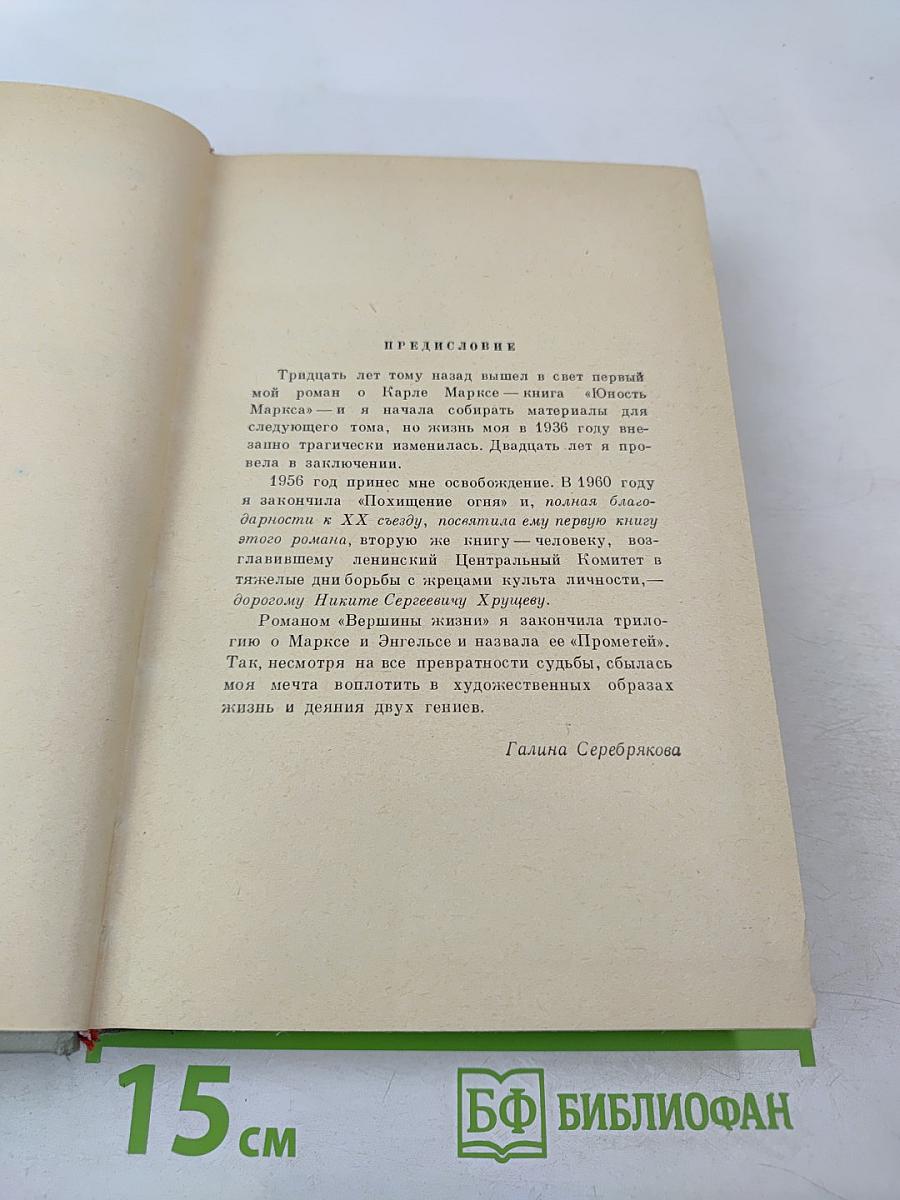 ПРЕДИСЛОВИЕ
Тридцать лет тому назад вышел в свет первый
мой роман о Карле Марксе — книга «Юность
Маркса» — и я начала собирать материалы для
следующего тома, но жизнь моя в 1936 году вне-
запно трагически изменилась. Двадцать лет я про-
вела в заключении.
1956 год принес мне освобождение. В 1960 году
я закончила «Похищение огня» и, полная благо-
дарности к XX съезду, посвятила ему первую книгу
этого романа, вторую же книгу — человеку, воз-
главившему ленинский Центральный Комитет в
тяжелые дни борьбы с жрецами культа личности,—
дорогому Никите Сергеевичу Хрущеву.
Романом «Вершины жизни» я закончила трило-
гию о Марксе и Энгельсе и назвала ее «Прометей».
Так, несмотря на все превратности судьбы, сбылась
моя мечта воплотить в художественных образах
жизнь и деяния двух гениев.
Галина Серебрякова
15 см
БФ БИБЛИОФАН